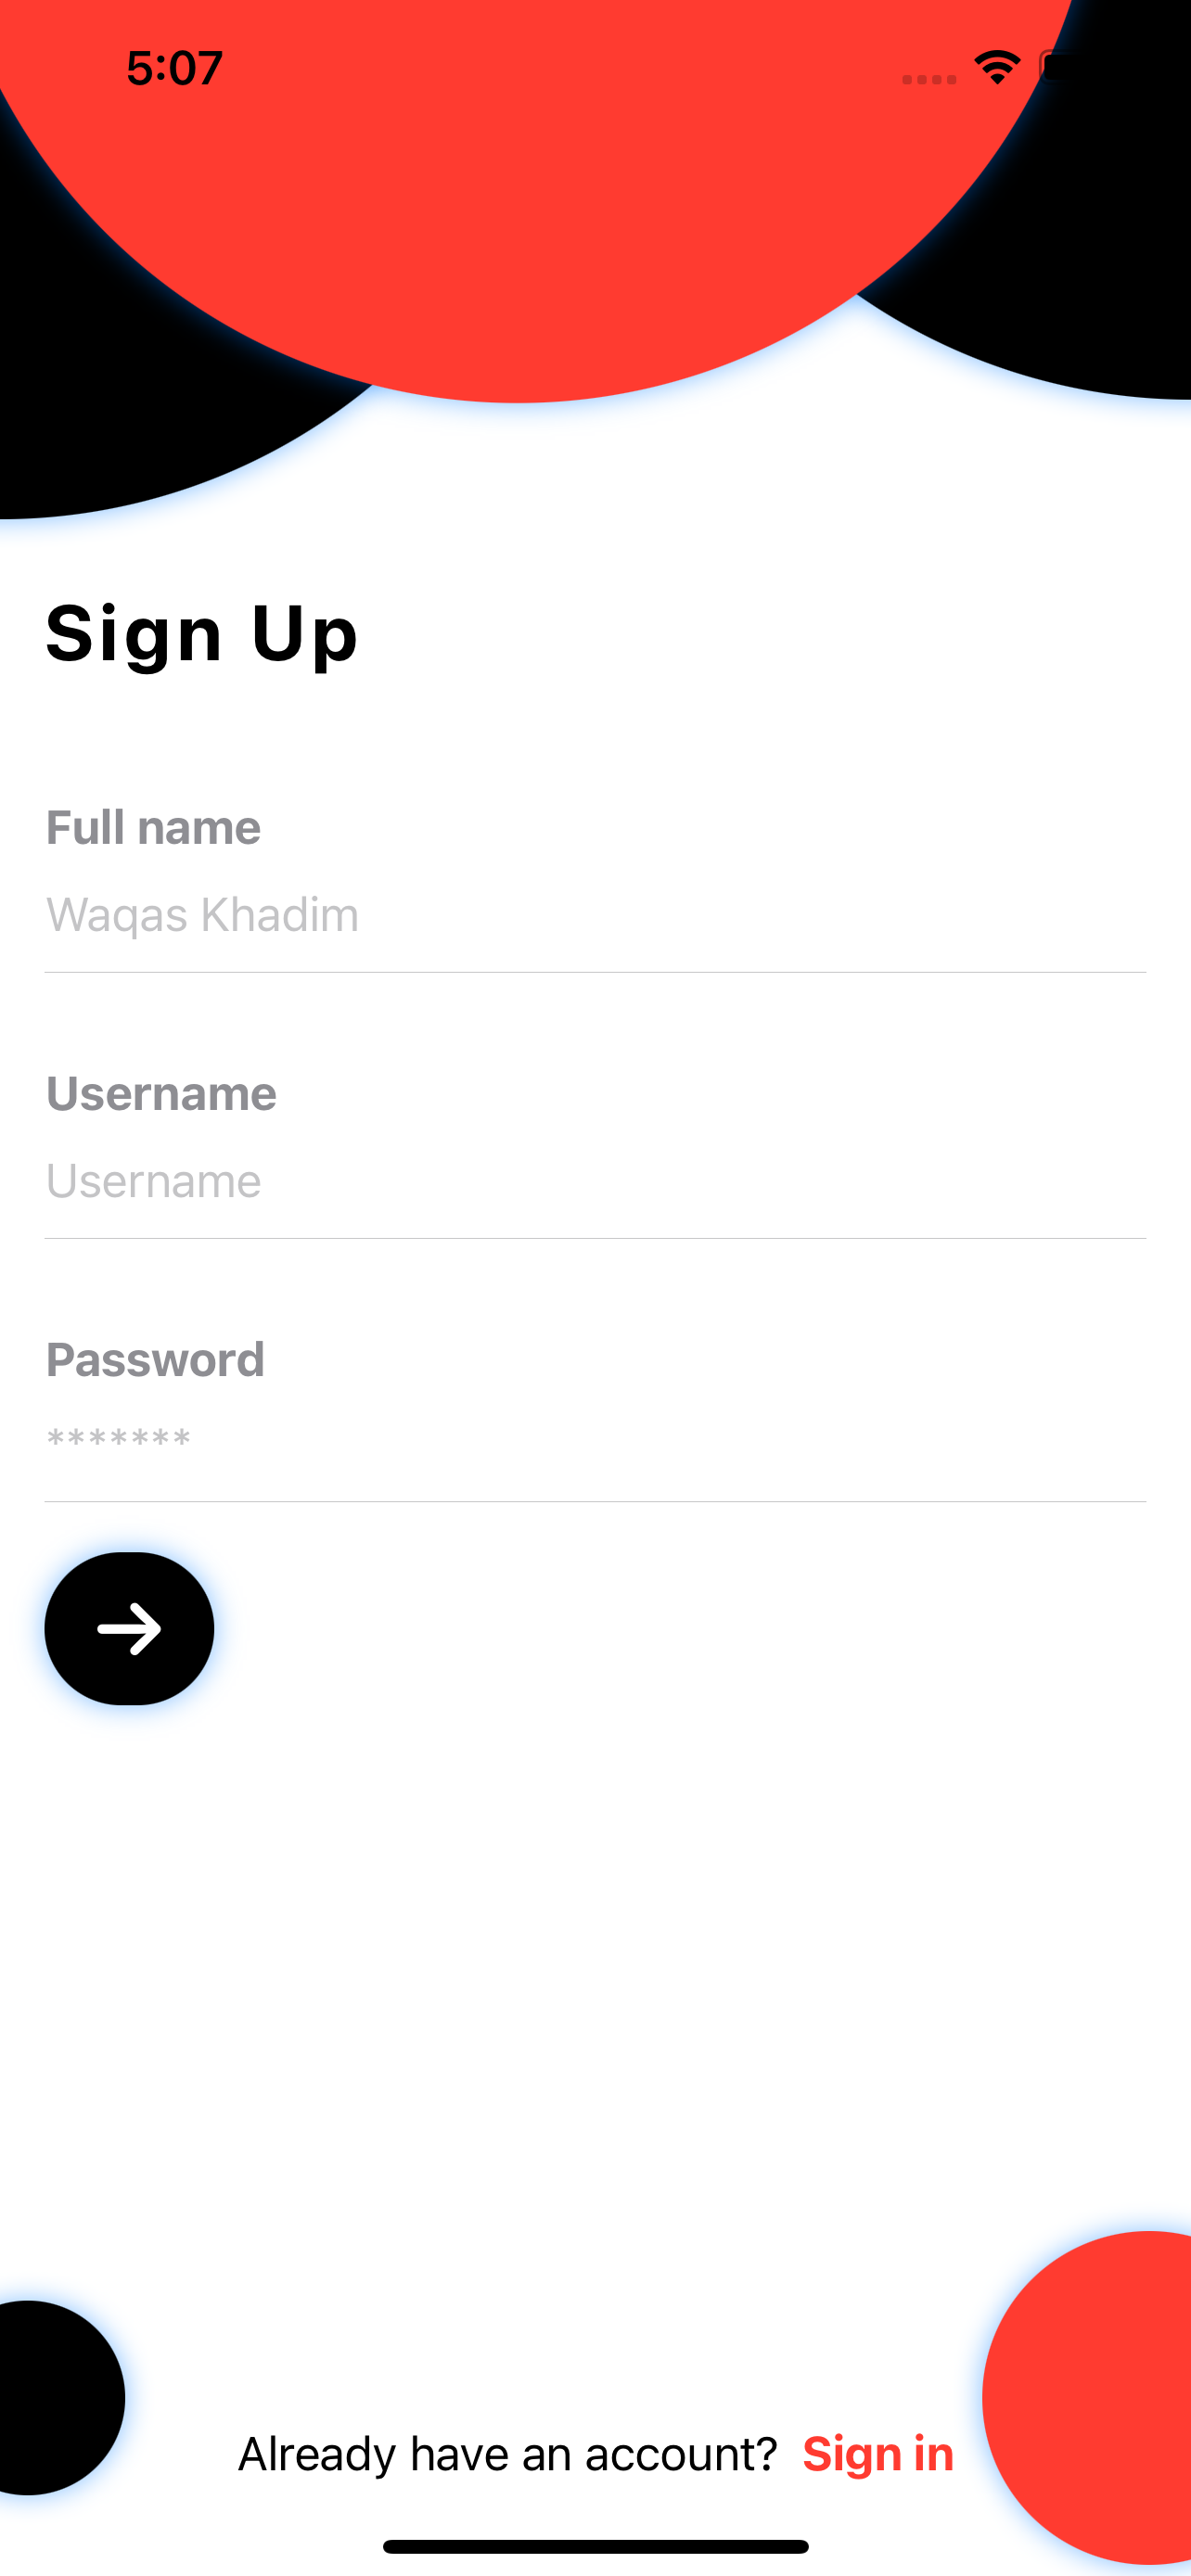 5:07
Sign Up
Full name
Waqas Khadim
Username
Username
Password
*******
Already have an account? Sign in